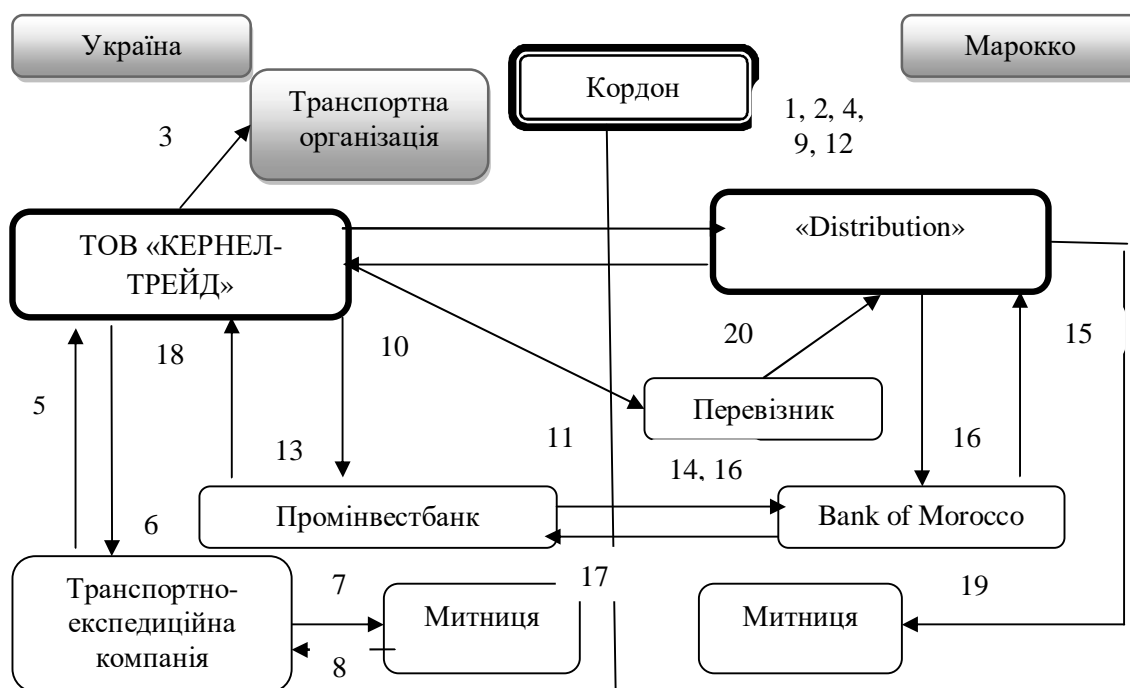 Україна
Марокко
Кордон
Транспортна
організація
3
1, 2, 4,
9, 12
ТОВ «КЕРНЕЛ-
ТРЕЙД»
«Distribution»
18
10
20
15
5
Перевізник
13
11
14, 16
16
Промінвестбанк
Bank of Morocco
6
Транспортно-
експедиційна
компанія
7
17
19
Митниця
Митниця
8